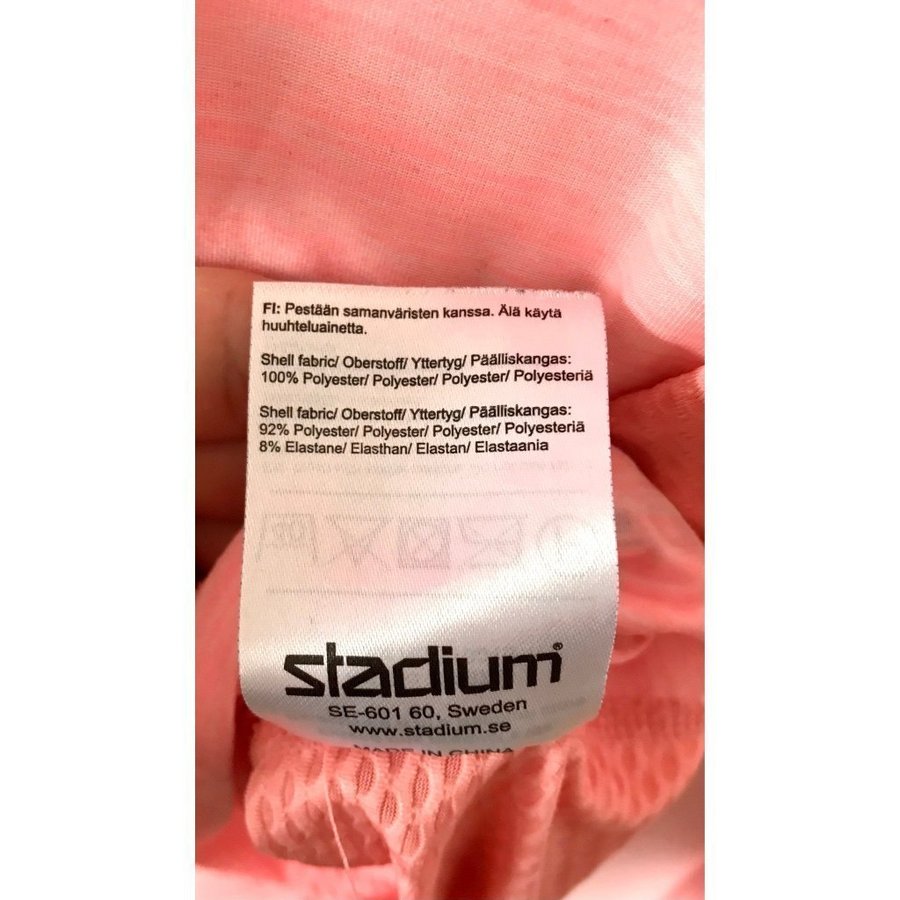 FI: Pestään samanväristen kanssa. Älä käytä
huuhteluainetta.
Shell fabric/ Oberstoff/ Yttertyg/ Päälliskangas:
100% Polyester/ Polyester/ Polyester/ Polyesteriä
Shell fabric/ Oberstoff/ Yttertyg/ Päälliskangas:
92% Polyester/ Polyester/ Polyester/ Polyesteriä
8% Elastane/ Elasthan/ Elastan/ Elastaania
stadium®
SE-601 60, Sweden
www.stadium.se
MADE IN CHINA